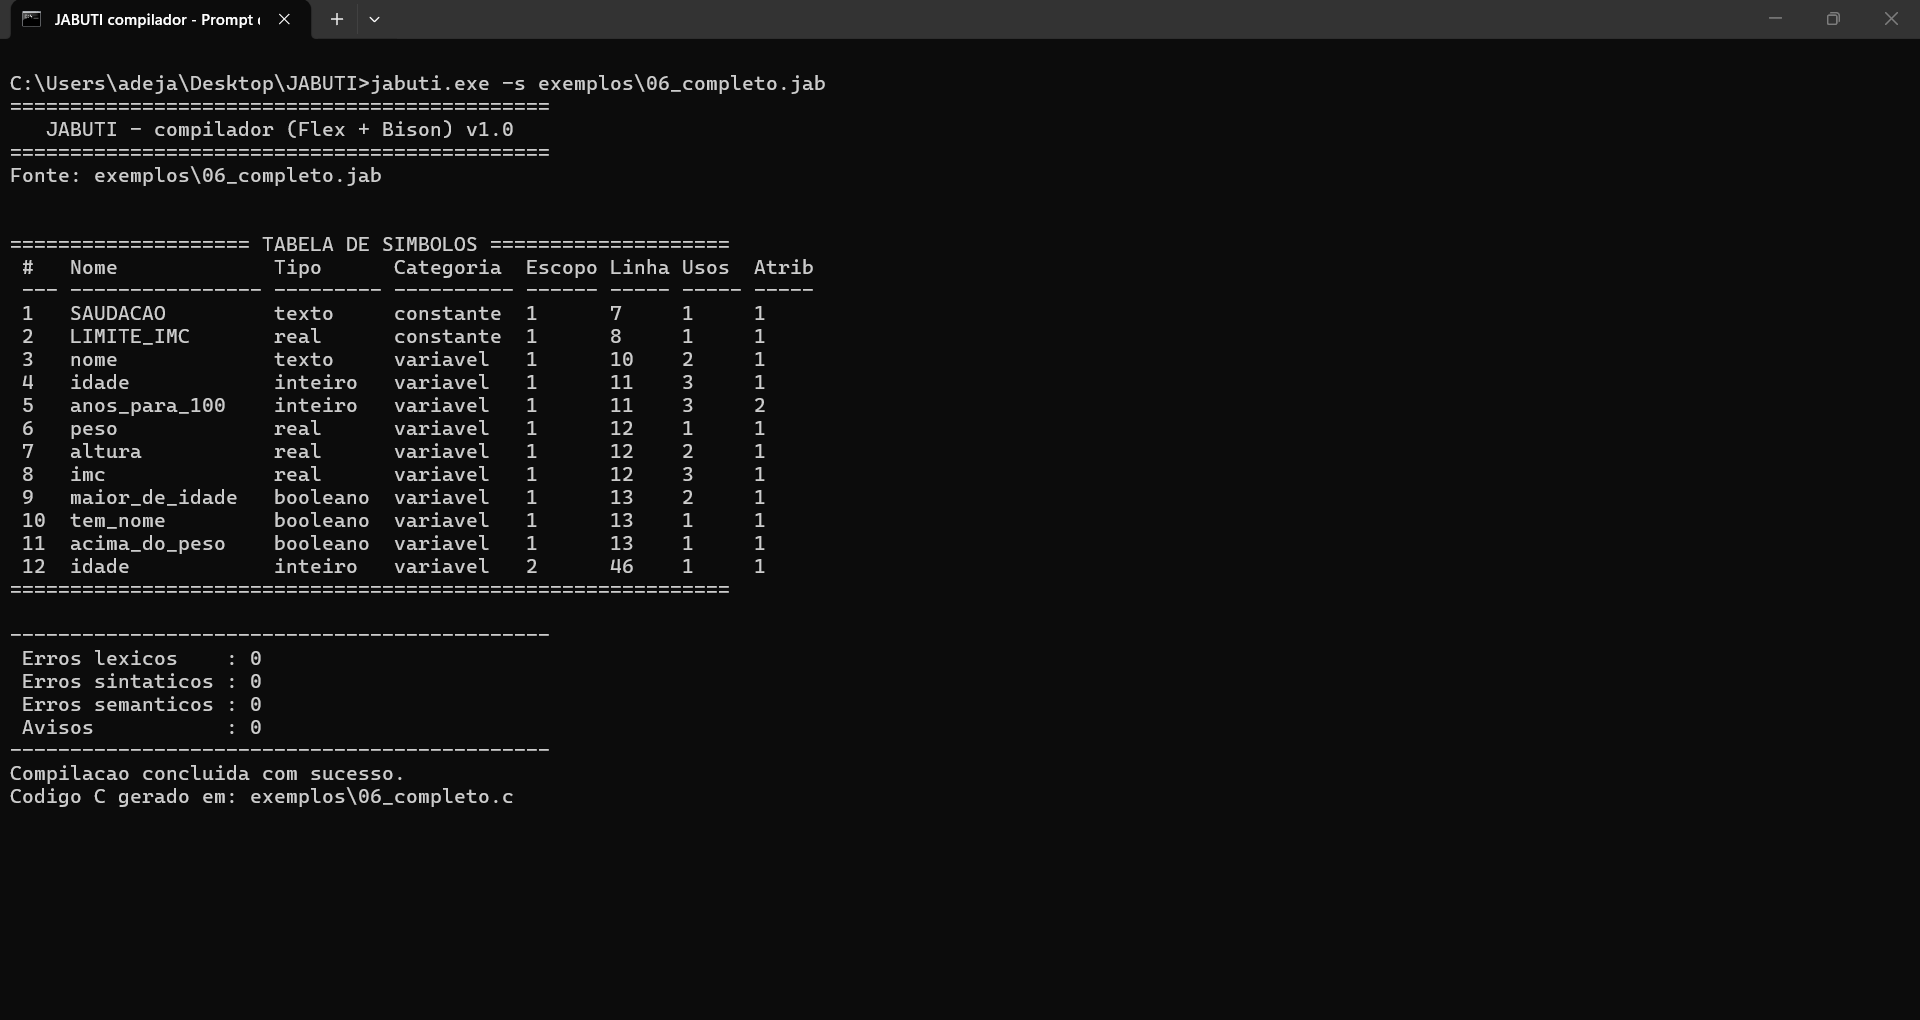 JABUTI compilador - Prompt
C:\Users\adeja\Desktop\JABUTI>jabuti.exe -s exemplos\06_completo.jab
=============================================
   JABUTI - compilador (Flex + Bison) v1.0
=============================================
Fonte: exemplos\06_completo.jab
==================== TABELA DE SIMBOLOS ====================
 #   Nome             Tipo      Categoria  Escopo Linha Usos  Atrib
 --- ---------------- --------- ---------- ------ ----- ----- -----
 1   SAUDACAO         texto     constante  1      7     1     1
 2   LIMITE_IMC       real      constante  1      8     1     1
 3   nome             texto     variavel   1      10    2     1
 4   idade            inteiro   variavel   1      11    3     1
 5   anos_para_100    inteiro   variavel   1      11    3     2
 6   peso             real      variavel   1      12    1     1
 7   altura           real      variavel   1      12    2     1
 8   imc              real      variavel   1      12    3     1
 9   maior_de_idade   booleano  variavel   1      13    2     1
 10  tem_nome         booleano  variavel   1      13    1     1
 11  acima_do_peso    booleano  variavel   1      13    1     1
 12  idade            inteiro   variavel   2      46    1     1
============================================================
---------------------------------------------
 Erros lexicos    : 0
 Erros sintaticos : 0
 Erros semanticos : 0
 Avisos           : 0
---------------------------------------------
Compilacao concluida com sucesso.
Codigo C gerado em: exemplos\06_completo.c